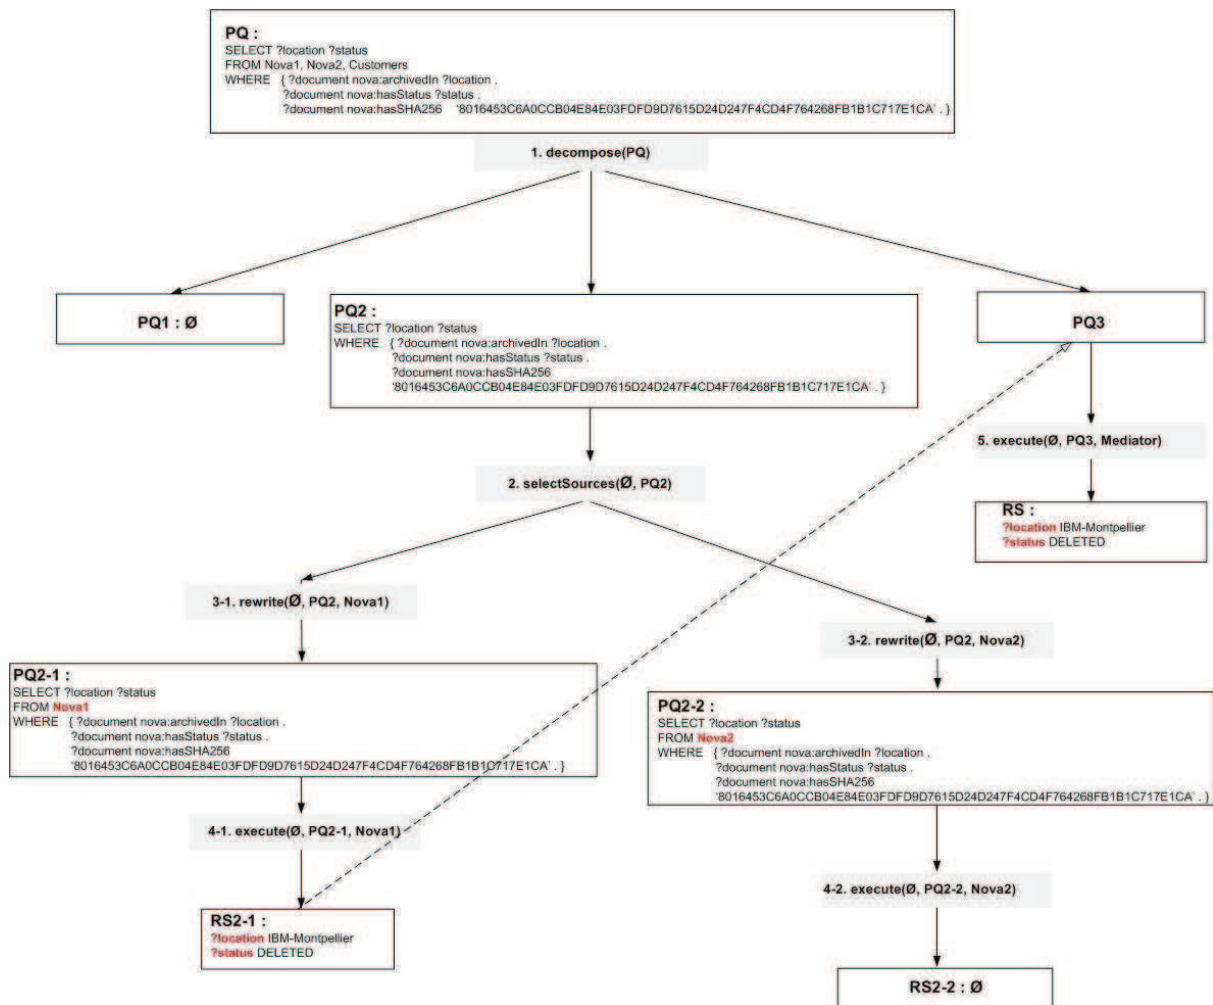 PQ :
SELECT ?location ?status
FROM Nova1, Nova2, Customers
WHERE { ?document nova:archivedIn ?location .
?document nova:hasStatus ?status .
?document nova:hasSHA256 '8016453C6A0CCB04E84E03FDFD9D7615D24D247F4CD4F764268FB1B1C717E1CA' . }
1. decompose(PQ)
PQ1 : Ø
PQ2 :
SELECT ?location ?status
WHERE { ?document nova:archivedIn ?location .
?document nova:hasStatus ?status .
?document nova:hasSHA256
'8016453C6A0CCB04E84E03FDFD9D7615D24D247F4CD4F764268FB1B1C717E1CA' . }
PQ3
5. execute(Ø, PQ3, Mediator)
2. selectSources(Ø, PQ2)
RS :
?location IBM-Montpellier
?status DELETED
3-1. rewrite(Ø, PQ2, Nova1)
3-2. rewrite(Ø, PQ2, Nova2)
PQ2-1 :
SELECT ?location ?status
FROM Nova1
WHERE { ?document nova:archivedIn ?location .
?document nova:hasStatus ?status .
?document nova:hasSHA256
'8016453C6A0CCB04E84E03FDFD9D7615D24D247F4CD4F764268FB1B1C717E1CA' . }
PQ2-2 :
SELECT ?location ?status
FROM Nova2
WHERE { ?document nova:archivedIn ?location .
?document nova:hasStatus ?status .
?document nova:hasSHA256
'8016453C6A0CCB04E84E03FDFD9D7615D24D247F4CD4F764268FB1B1C717E1CA' . }
4-1. execute(Ø, PQ2-1, Nova1)
4-2. execute(Ø, PQ2-2, Nova2)
RS2-1 :
?location IBM-Montpellier
?status DELETED
RS2-2 : Ø